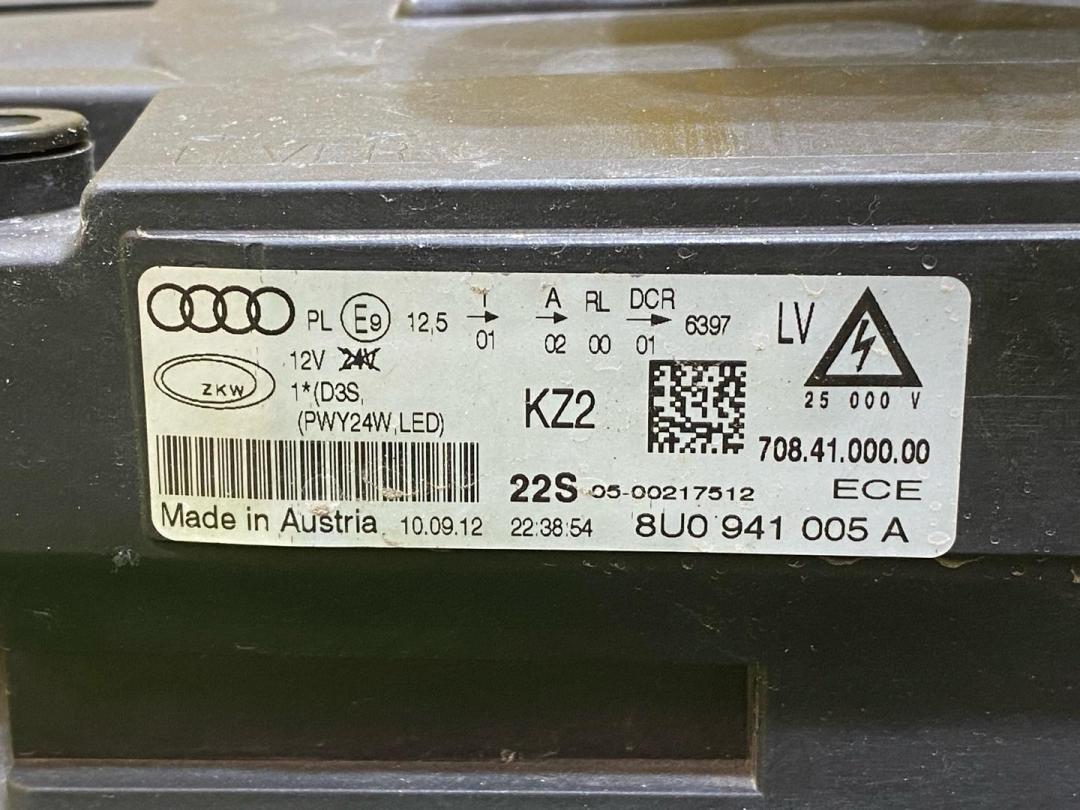 PL E9 12,5 1 01 A 02 RL 00 DCR 01 6397 LV
12V 24V
ZKW
1*(D3S,
(PWY24W,LED)
KZ2
25 000 V
708.41.000.00
22S 05-00217512 ECE
Made in Austria 10.09.12 22:38:54 8U0 941 005 A